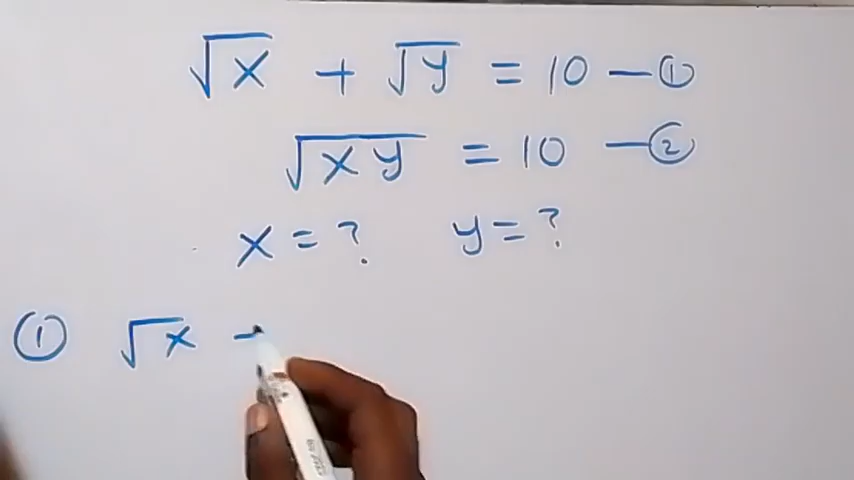 √x + √y = 10 — ①
√xy = 10 — ②
x = ? y = ?
① √x -